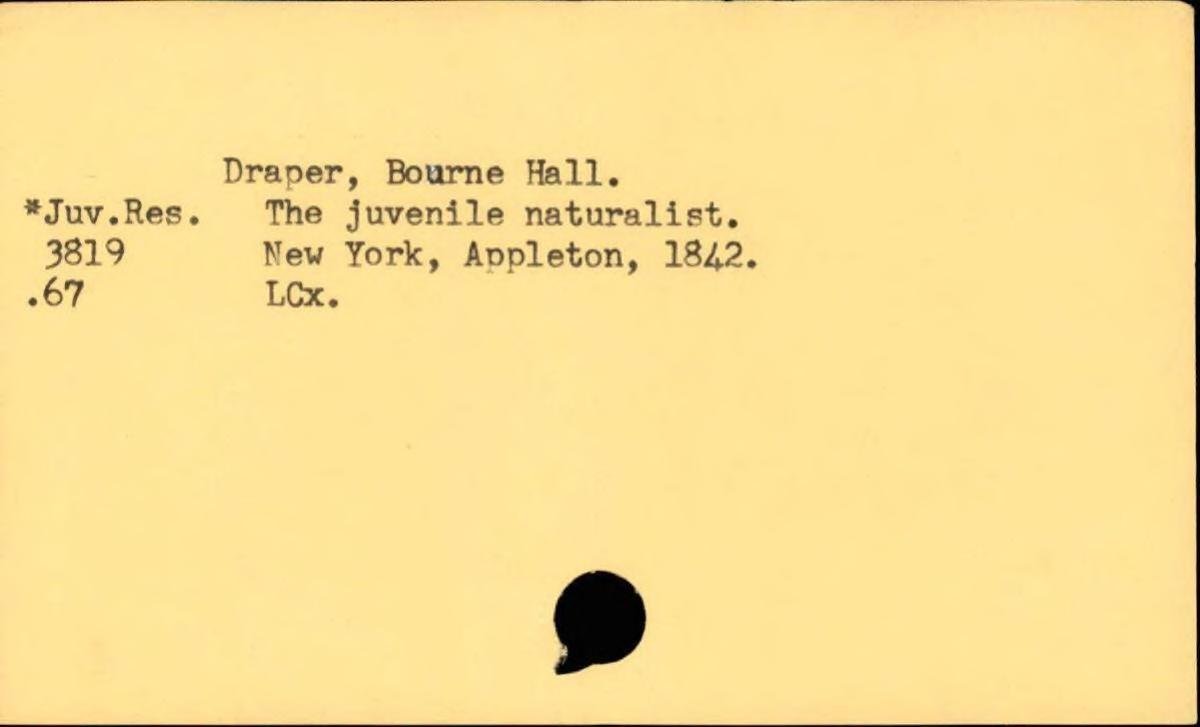 Draper, Bourne Hall.
*Juv.Res. The juvenile naturalist.
3819 New York, Appleton, 1842.
.67 LCx.